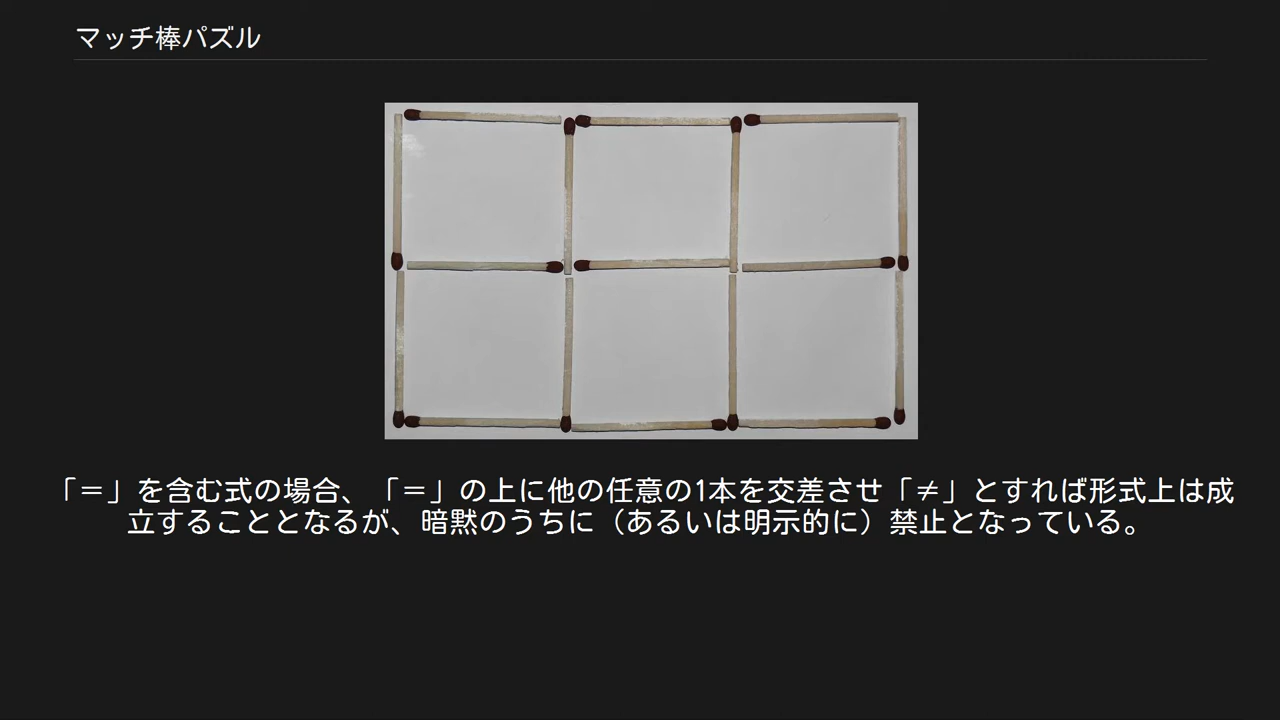 マッチ棒パズル
「＝」を含む式の場合、「＝」の上に他の任意の1本を交差させ「≠」とすれば形式上は成
立することとなるが、暗黙のうちに（あるいは明示的に）禁止となっている。